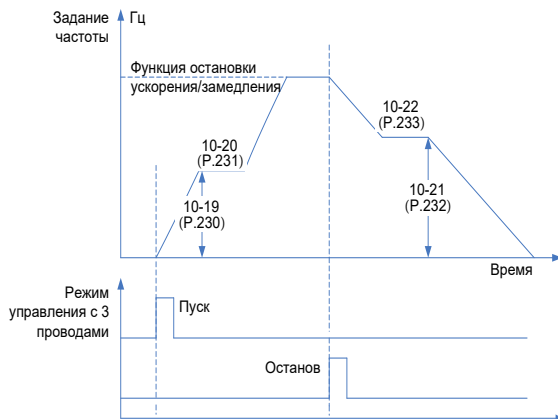 Задание
частоты
Гц
Функция остановки
ускорения/замедления
10-20
(P.231)
10-19
(P.230)
10-22
(P.233)
10-21
(P.232)
Время
Режим
управления с 3
проводами
Пуск
Останов